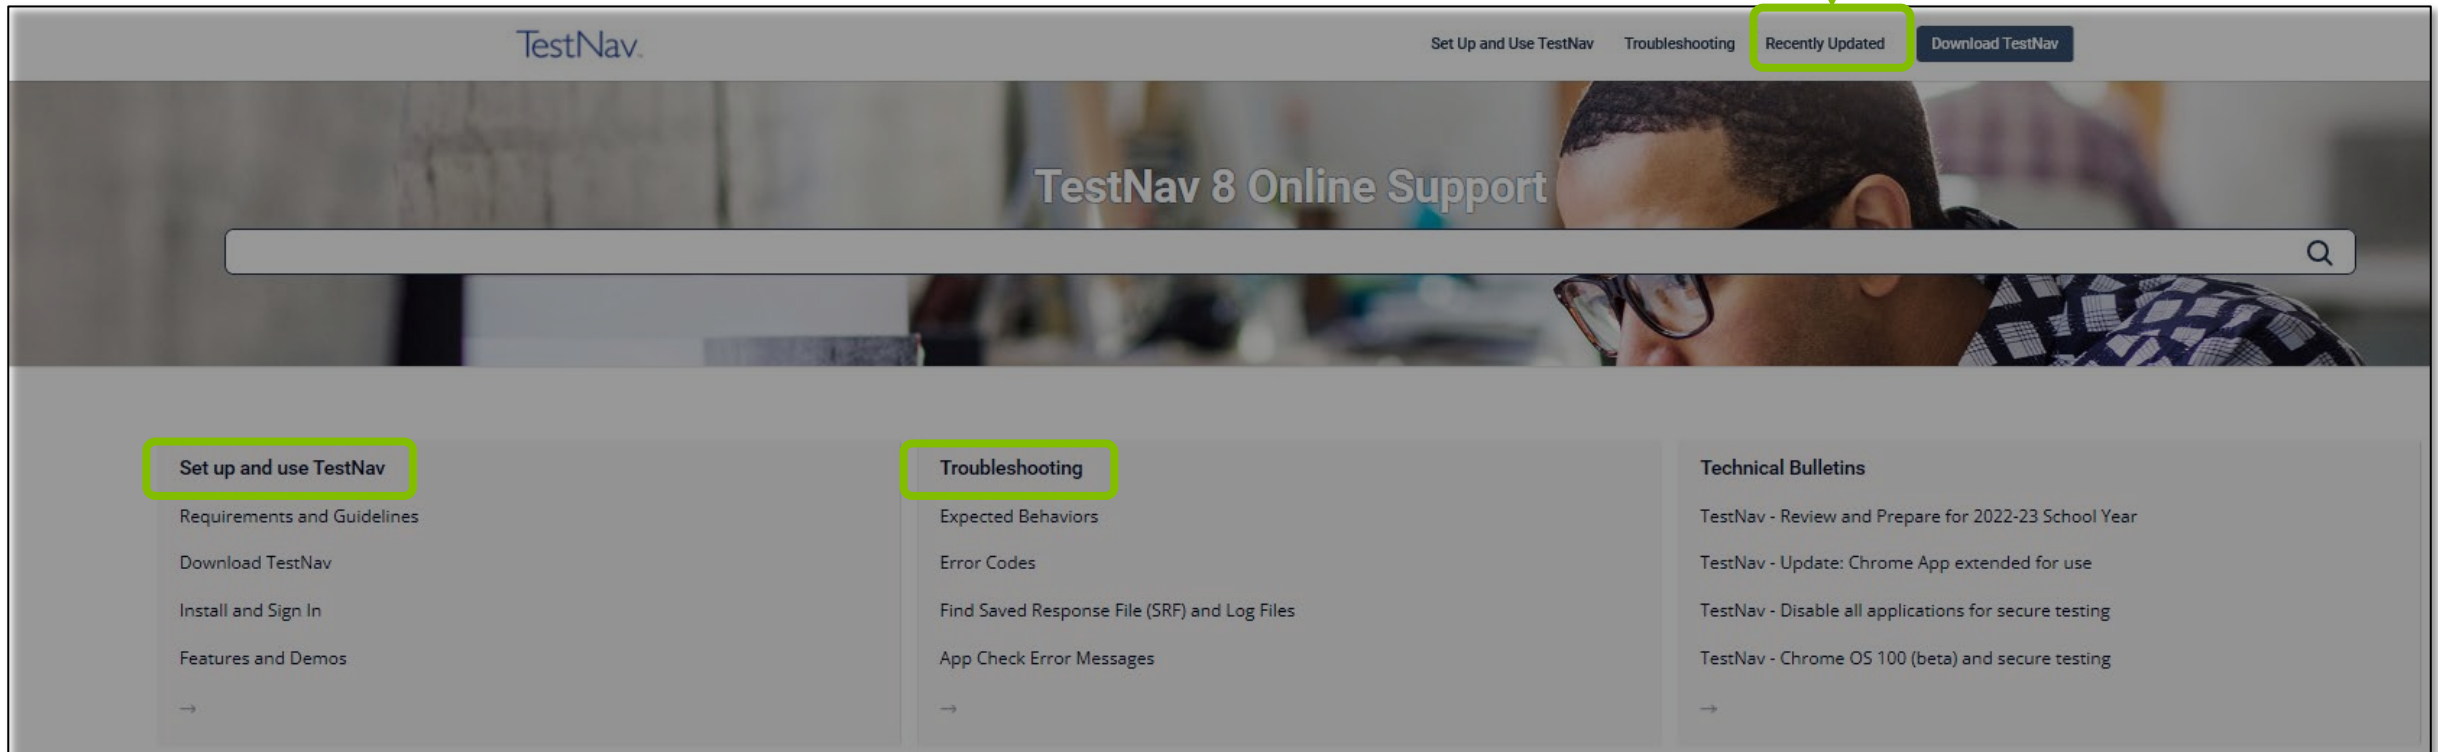 TestNav
Set Up and Use TestNav Troubleshooting Recently Updated Download TestNav
TestNav 8 Online Support
Set up and use TestNav
Requirements and Guidelines
Download TestNav
Install and Sign In
Features and Demos
→
Troubleshooting
Expected Behaviors
Error Codes
Find Saved Response File (SRF) and Log Files
App Check Error Messages
→
Technical Bulletins
TestNav - Review and Prepare for 2022-23 School Year
TestNav - Update: Chrome App extended for use
TestNav - Disable all applications for secure testing
TestNav - Chrome OS 100 (beta) and secure testing
→